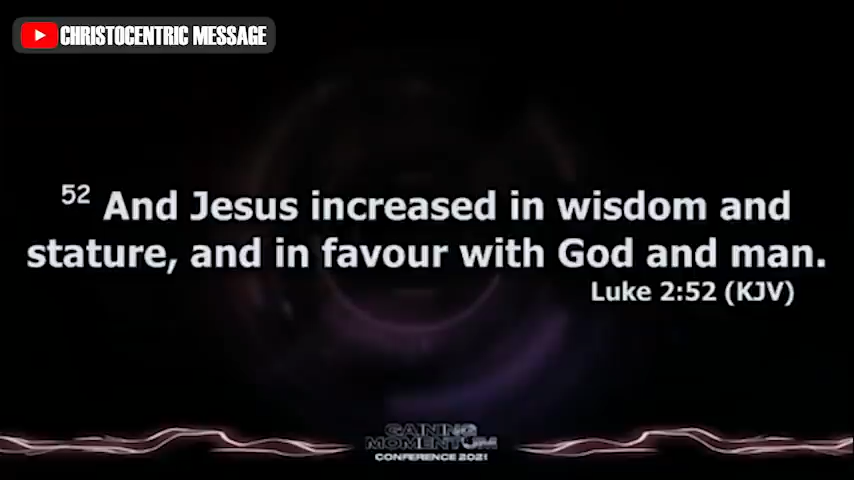 CHRISTOCENTRIC MESSAGE
52 And Jesus increased in wisdom and
stature, and in favour with God and man.
Luke 2:52 (KJV)
GAINING
MOMENTUM
CONFERENCE 2021